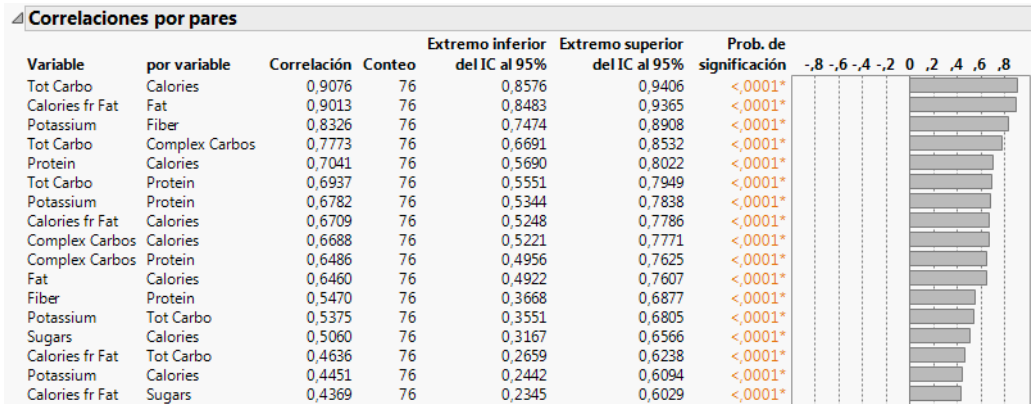 Correlaciones por pares
Extremo inferior Extremo superior Prob. de
Variable por variable Correlación Conteo del IC al 95% del IC al 95% significación -,8 -,6 -,4 -,2 0 ,2 ,4 ,6 ,8
Tot Carbo Calories 0,9076 76 0,8576 0,9406 <,0001*
Calories fr Fat Fat 0,9013 76 0,8483 0,9365 <,0001*
Potassium Fiber 0,8326 76 0,7474 0,8908 <,0001*
Tot Carbo Complex Carbos 0,7773 76 0,6691 0,8532 <,0001*
Protein Calories 0,7041 76 0,5690 0,8022 <,0001*
Tot Carbo Protein 0,6937 76 0,5551 0,7949 <,0001*
Potassium Protein 0,6782 76 0,5344 0,7838 <,0001*
Calories fr Fat Calories 0,6709 76 0,5248 0,7786 <,0001*
Complex Carbos Calories 0,6688 76 0,5221 0,7771 <,0001*
Complex Carbos Protein 0,6486 76 0,4956 0,7625 <,0001*
Fat Calories 0,6460 76 0,4922 0,7607 <,0001*
Fiber Protein 0,5470 76 0,3668 0,6877 <,0001*
Potassium Tot Carbo 0,5375 76 0,3551 0,6805 <,0001*
Sugars Calories 0,5060 76 0,3167 0,6566 <,0001*
Calories fr Fat Tot Carbo 0,4636 76 0,2659 0,6238 <,0001*
Potassium Calories 0,4451 76 0,2442 0,6094 <,0001*
Calories fr Fat Sugars 0,4369 76 0,2345 0,6029 <,0001*